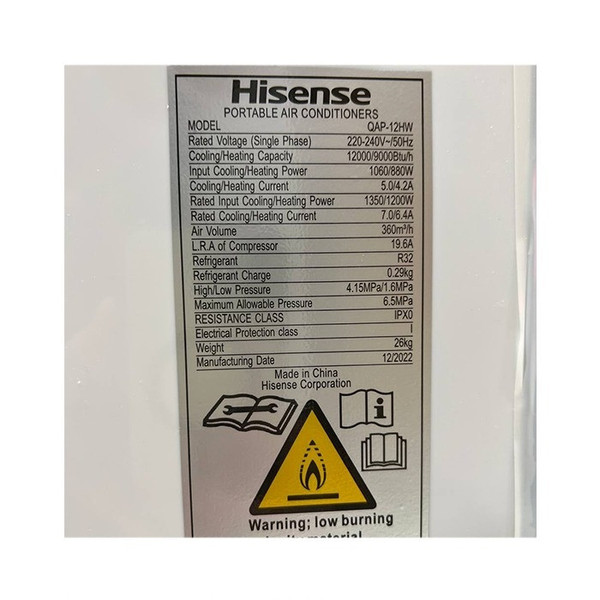 Hisense
PORTABLE AIR CONDITIONERS
MODEL QAP-12HW
Rated Voltage (Single Phase) 220-240V~/50Hz
Cooling/Heating Capacity 12000/9000Btu/h
Input Cooling/Heating Power 1060/880W
Cooling/Heating Current 5.0/4.2A
Rated Input Cooling/Heating Power 1350/1200W
Rated Cooling/Heating Current 7.0/6.4A
Air Volume 360m³/h
L.R.A of Compressor 19.6A
Refrigerant R32
Refrigerant Charge 0.29kg
High/Low Pressure 4.15MPa/1.6MPa
Maximum Allowable Pressure 6.5MPa
RESISTANCE CLASS IPX0
Electrical Protection class I
Weight 26kg
Manufacturing Date 12/2022
Made in China
Hisense Corporation
Warning; low burning